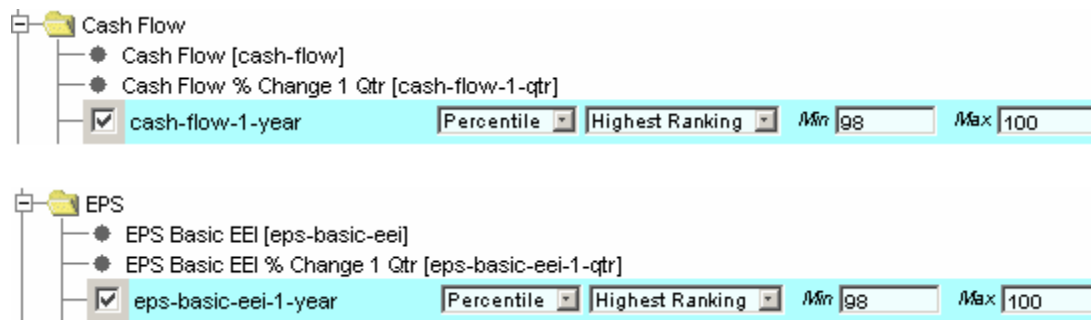 Cash Flow
Cash Flow [cash-flow]
Cash Flow % Change 1 Qtr [cash-flow-1-qtr]
cash-flow-1-year Percentile Highest Ranking Min 98 Max 100
EPS
EPS Basic EEI [eps-basic-eei]
EPS Basic EEI % Change 1 Qtr [eps-basic-eei-1-qtr]
eps-basic-eei-1-year Percentile Highest Ranking Min 98 Max 100